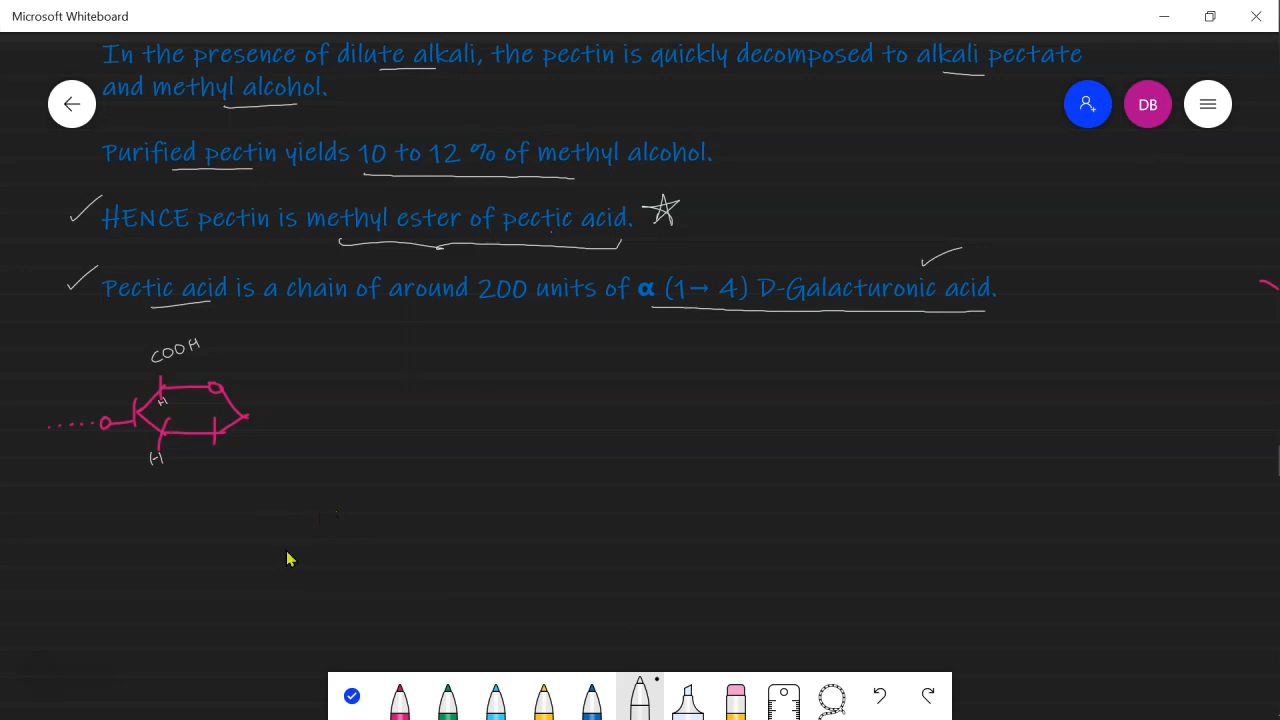 Microsoft Whiteboard
In the presence of dilute alkali, the pectin is quickly decomposed to alkali pectate
and methyl alcohol.
DB
Purified pectin yields 10 to 12 % of methyl alcohol.
HENCE pectin is methyl ester of pectic acid.
Pectic acid is a chain of around 200 units of α (1→ 4) D-Galacturonic acid.
COOH
H
H